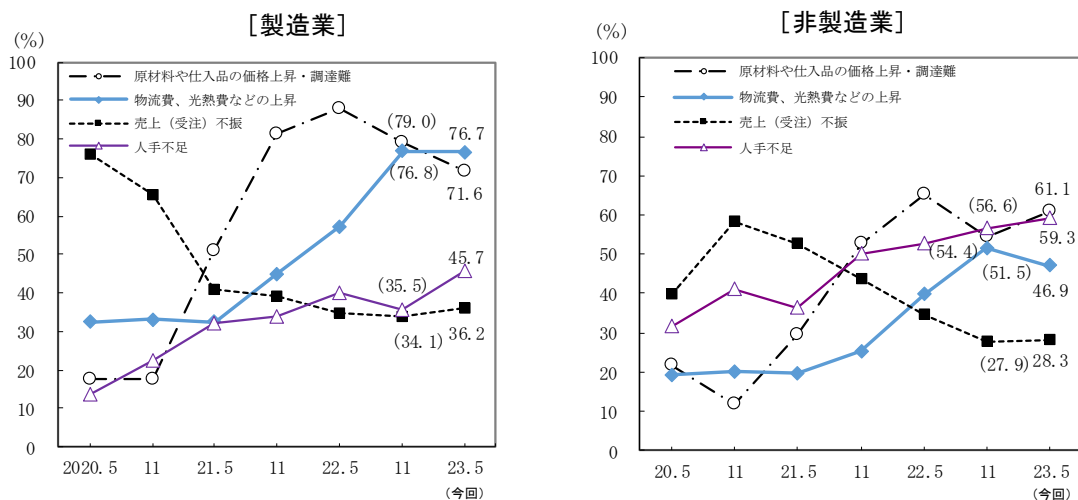 [製造業]
(%)
100
90
80
70
60
50
40
30
20
10
0
原材料や仕入品の価格上昇・調達難
物流費、光熱費などの上昇
売上（受注）不振
人手不足
(79.0)
76.7
(76.8)
71.6
45.7
(35.5)
36.2
(34.1)
2020.5 11 21.5 11 22.5 11 23.5
(今回)
[非製造業]
(%)
100
90
80
70
60
50
40
30
20
10
0
原材料や仕入品の価格上昇・調達難
物流費、光熱費などの上昇
売上（受注）不振
人手不足
61.1
(56.6)
59.3
(54.4)
(51.5)
46.9
(27.9)
28.3
20.5 11 21.5 11 22.5 11 23.5
(今回)